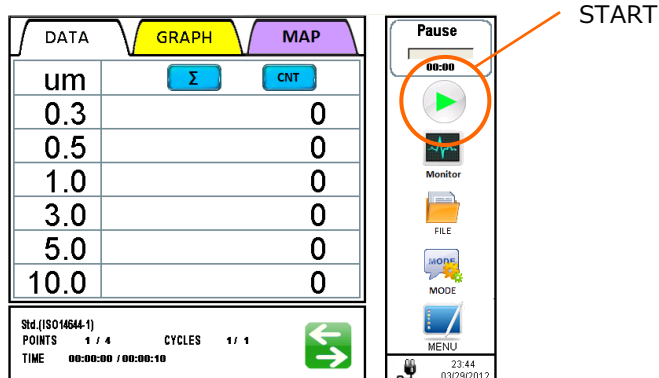 START
DATA GRAPH MAP
um Σ CNT
0.3 0
0.5 0
1.0 0
3.0 0
5.0 0
10.0 0
Std.(ISO14644-1)
POINTS 1 / 4 CYCLES 1/ 1
TIME 00:00:00 / 00:00:10
Pause
00:00
Monitor
FILE
MODE
MODE
MENU
23:44
03/29/2012